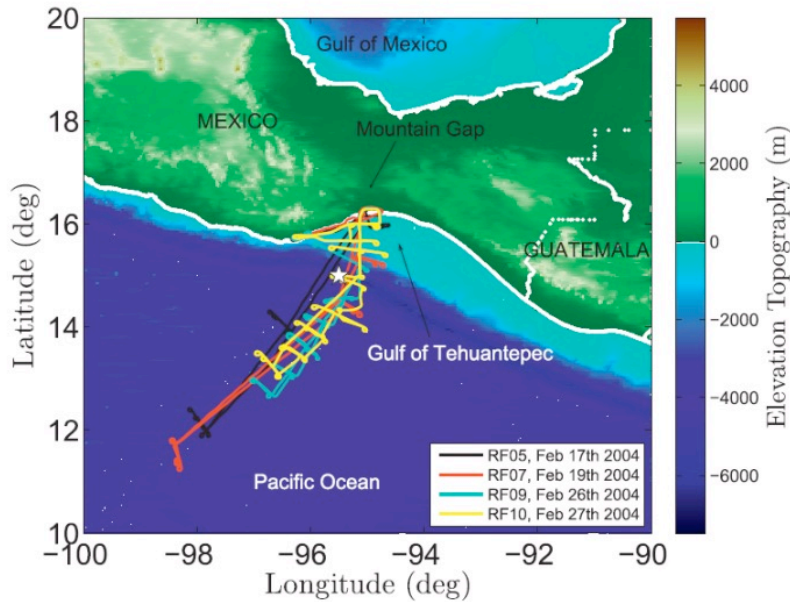 20
18
16
14
12
10
Latitude (deg)
−100
−98
−96
−94
−92
−90
Longitude (deg)
Gulf of Mexico
MEXICO
Mountain Gap
GUATEMALA
Gulf of Tehuantepec
Pacific Ocean
RF05, Feb 17th 2004
RF07, Feb 19th 2004
RF09, Feb 26th 2004
RF10, Feb 27th 2004
4000
2000
0
−2000
−4000
−6000
Elevation Topography (m)